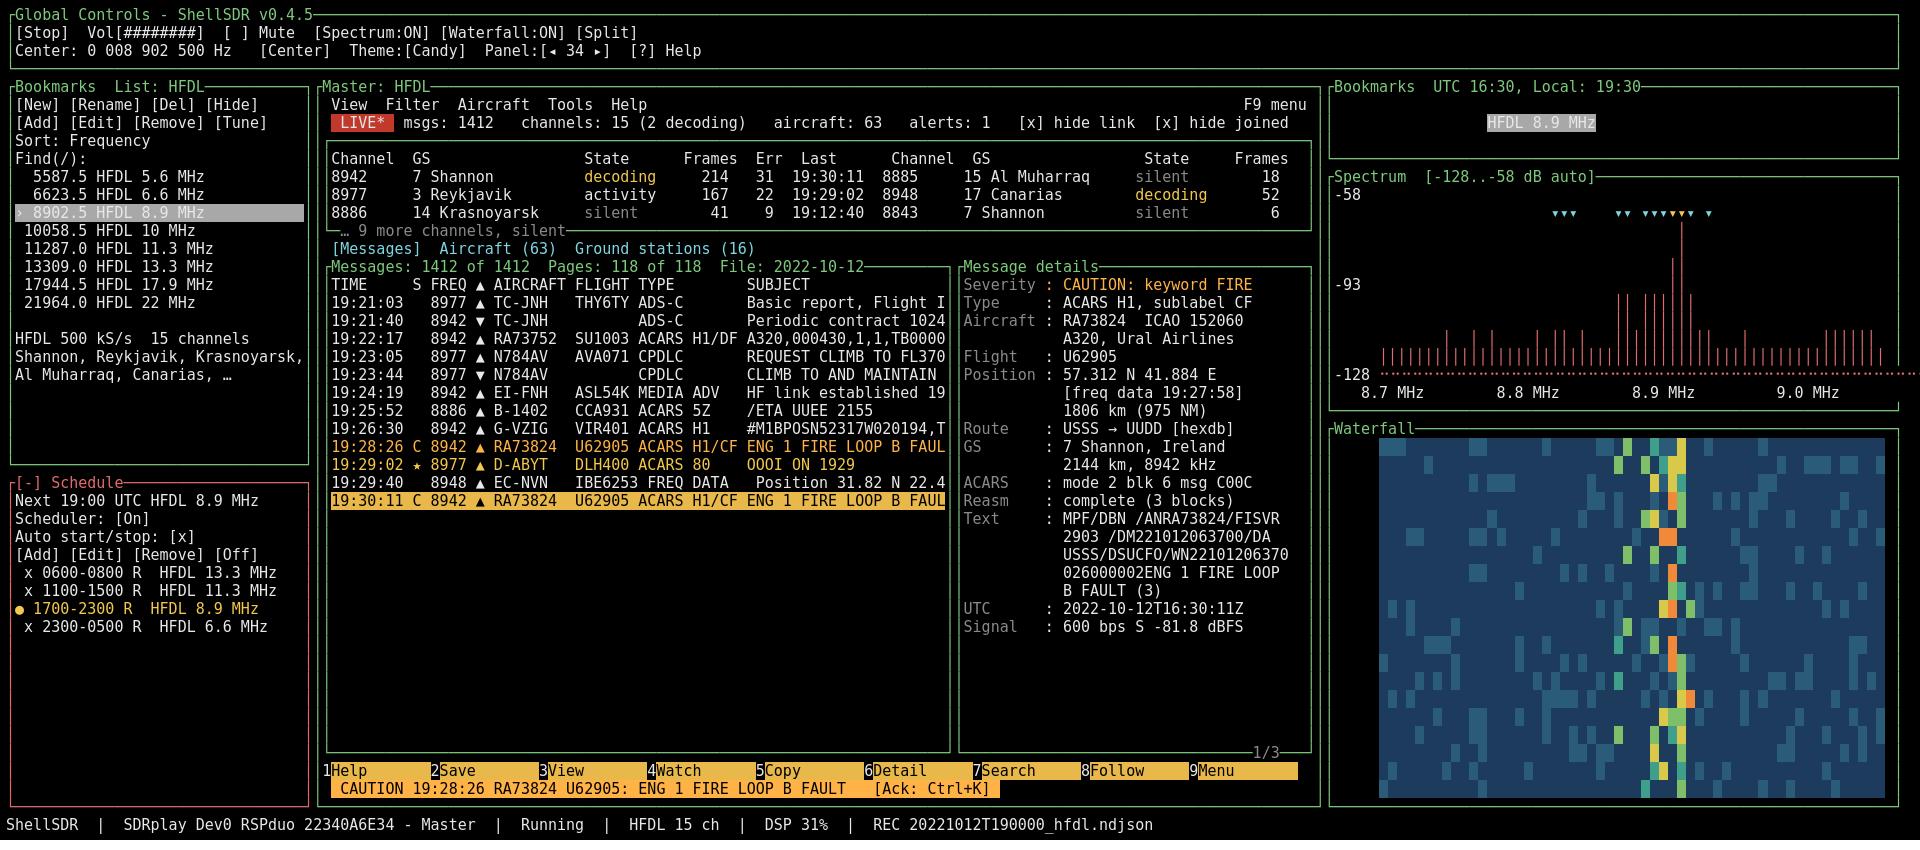 Global Controls - ShellSDR v0.4.5
[Stop]  Vol[########]  [ ] Mute  [Spectrum:ON] [Waterfall:ON] [Split]
Center: 0 008 902 500 Hz   [Center]  Theme:[Candy]  Panel:[◂ 34 ▸]  [?] Help
Bookmarks  List: HFDL
[New] [Rename] [Del] [Hide]
[Add] [Edit] [Remove] [Tune]
Sort: Frequency
Find(/):
5587.5 HFDL 5.6 MHz
6623.5 HFDL 6.6 MHz
› 8902.5 HFDL 8.9 MHz
10058.5 HFDL 10 MHz
11287.0 HFDL 11.3 MHz
13309.0 HFDL 13.3 MHz
17944.5 HFDL 17.9 MHz
21964.0 HFDL 22 MHz
HFDL 500 kS/s  15 channels
Shannon, Reykjavik, Krasnoyarsk,
Al Muharraq, Canarias, …
[-] Schedule
Next 19:00 UTC HFDL 8.9 MHz
Scheduler: [On]
Auto start/stop: [x]
[Add] [Edit] [Remove] [Off]
x 0600-0800 R  HFDL 13.3 MHz
x 1100-1500 R  HFDL 11.3 MHz
● 1700-2300 R  HFDL 8.9 MHz
x 2300-0500 R  HFDL 6.6 MHz
Master: HFDL
View  Filter  Aircraft  Tools  Help  F9 menu
LIVE*  msgs: 1412   channels: 15 (2 decoding)   aircraft: 63   alerts: 1   [x] hide link  [x] hide joined
Channel  GS  State  Frames  Err  Last  Channel  GS  State  Frames
8942  7 Shannon  decoding  214  31  19:30:11  8885  15 Al Muharraq  silent  18
8977  3 Reykjavik  activity  167  22  19:29:02  8948  17 Canarias  decoding  52
8886  14 Krasnoyarsk  silent  41  9  19:12:40  8843  7 Shannon  silent  6
… 9 more channels, silent
[Messages]  Aircraft (63)  Ground stations (16)
Messages: 1412 of 1412  Pages: 118 of 118  File: 2022-10-12
TIME  S FREQ ▲ AIRCRAFT FLIGHT TYPE  SUBJECT
19:21:03  8977 ▲ TC-JNH  THY6TY ADS-C  Basic report, Flight I
19:21:40  8942 ▼ TC-JNH  ADS-C  Periodic contract 1024
19:22:17  8942 ▲ RA73752  SU1003 ACARS H1/DF A320,000430,1,1,TB0000
19:23:05  8977 ▲ N784AV  AVA071 CPDLC  REQUEST CLIMB TO FL370
19:23:44  8977 ▼ N784AV  CPDLC  CLIMB TO AND MAINTAIN
19:24:19  8942 ▲ EI-FNH  ASL54K MEDIA ADV  HF link established 19
19:25:52  8886 ▲ B-1402  CCA931 ACARS 5Z  /ETA UUEE 2155
19:26:30  8942 ▲ G-VZIG  VIR401 ACARS H1  #M1BPOSN52317W020194,T
19:28:26 C 8942 ▲ RA73824  U62905 ACARS H1/CF ENG 1 FIRE LOOP B FAUL
19:29:02 ★ 8977 ▲ D-ABYT  DLH400 ACARS 80  OOOI ON 1929
19:29:40  8948 ▲ EC-NVN  IBE6253 FREQ DATA  Position 31.82 N 22.4
19:30:11 C 8942 ▲ RA73824  U62905 ACARS H1/CF ENG 1 FIRE LOOP B FAUL
Message details
Severity : CAUTION: keyword FIRE
Type : ACARS H1, sublabel CF
Aircraft : RA73824  ICAO 152060
A320, Ural Airlines
Flight : U62905
Position : 57.312 N 41.884 E
[freq data 19:27:58]
1806 km (975 NM)
Route : USSS → UUDD [hexdb]
GS : 7 Shannon, Ireland
2144 km, 8942 kHz
ACARS : mode 2 blk 6 msg C00C
Reasm : complete (3 blocks)
Text : MPF/DBN /ANRA73824/FISVR
2903 /DM221012063700/DA
USSS/DSUCFO/WN22101206370
026000002ENG 1 FIRE LOOP
B FAULT (3)
UTC : 2022-10-12T16:30:11Z
Signal : 600 bps S -81.8 dBFS
1/3
1Help  2Save  3View  4Watch  5Copy  6Detail  7Search  8Follow  9Menu
CAUTION 19:28:26 RA73824 U62905: ENG 1 FIRE LOOP B FAULT   [Ack: Ctrl+K]
Bookmarks  UTC 16:30, Local: 19:30
HFDL 8.9 MHz
Spectrum  [-128..-58 dB auto]
-58
-93
-128
8.7 MHz  8.8 MHz  8.9 MHz  9.0 MHz
Waterfall
ShellSDR  |  SDRplay Dev0 RSPduo 22340A6E34 - Master  |  Running  |  HFDL 15 ch  |  DSP 31%  |  REC 20221012T190000_hfdl.ndjson